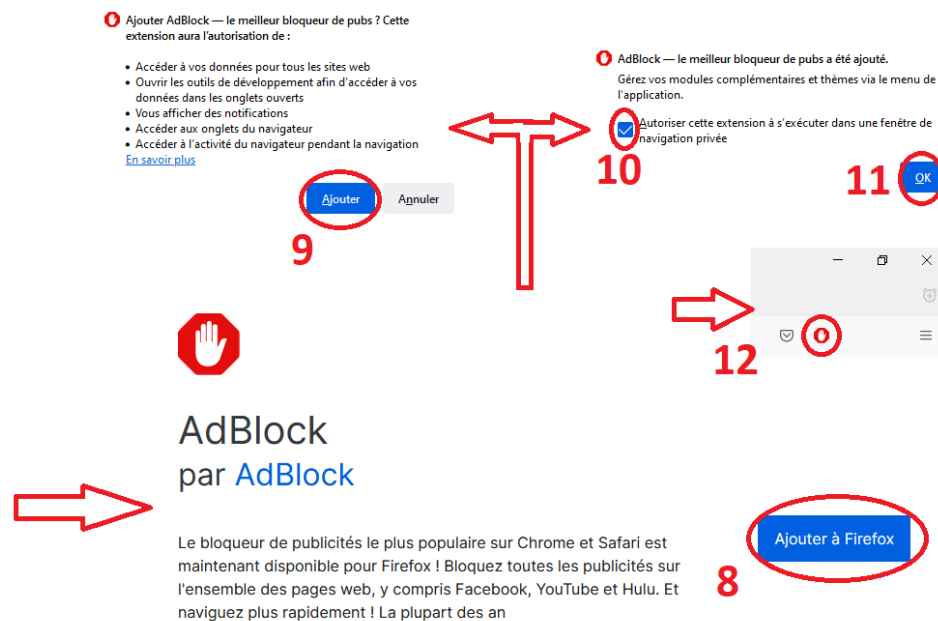 Ajouter AdBlock — le meilleur bloqueur de pubs ? Cette
extension aura l'autorisation de :
• Accéder à vos données pour tous les sites web
• Ouvrir les outils de développement afin d'accéder à vos
données dans les onglets ouverts
• Vous afficher des notifications
• Accéder aux onglets du navigateur
• Accéder à l'activité du navigateur pendant la navigation
En savoir plus
Ajouter
Annuler
9
AdBlock — le meilleur bloqueur de pubs a été ajouté.
Gérez vos modules complémentaires et thèmes via le menu de
l'application.
Autoriser cette extension à s'exécuter dans une fenêtre de
navigation privée
10
11
OK
12
AdBlock
par AdBlock
Le bloqueur de publicités le plus populaire sur Chrome et Safari est
maintenant disponible pour Firefox ! Bloquez toutes les publicités sur
l'ensemble des pages web, y compris Facebook, YouTube et Hulu. Et
naviguez plus rapidement ! La plupart des an
Ajouter à Firefox
8